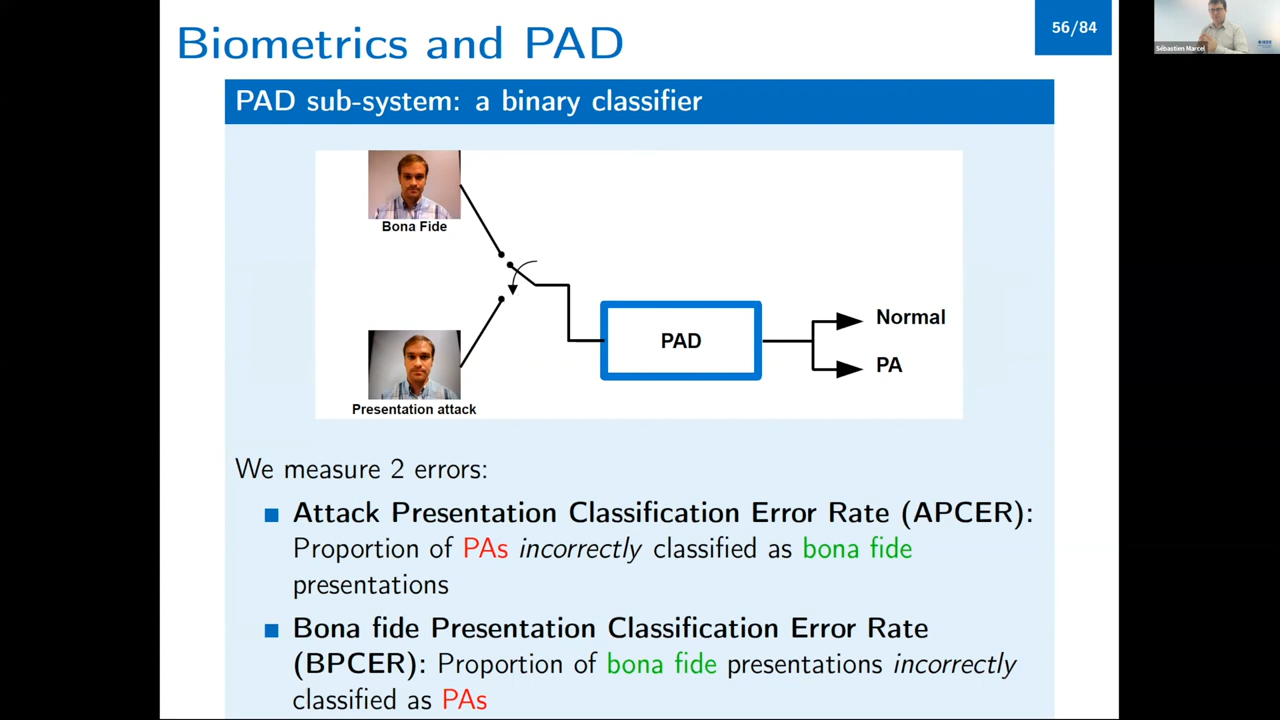 Biometrics and PAD
56/84
Sébastien Marcel
PAD sub-system: a binary classifier
Bona Fide
Presentation attack
PAD
Normal
PA
We measure 2 errors:
Attack Presentation Classification Error Rate (APCER):
Proportion of PAs incorrectly classified as bona fide
presentations
Bona fide Presentation Classification Error Rate
(BPCER): Proportion of bona fide presentations incorrectly
classified as PAs